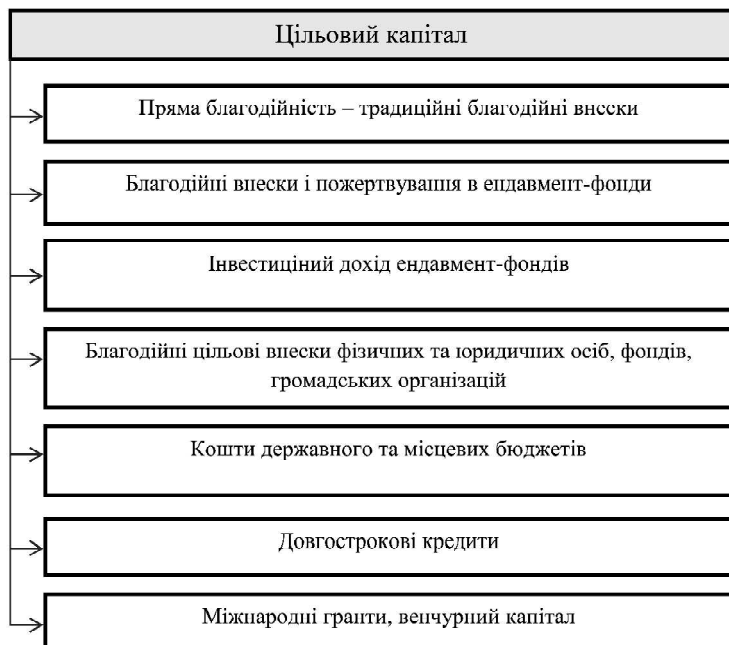 Цільовий капітал
Пряма благодійність – традиційні благодійні внески
Благодійні внески і пожертвування в ендавмент-фонди
Інвестиціний дохід ендавмент-фондів
Благодійні цільові внески фізичних та юридичних осіб, фондів,
громадських організацій
Кошти державного та місцевих бюджетів
Довгострокові кредити
Міжнародні гранти, венчурний капітал